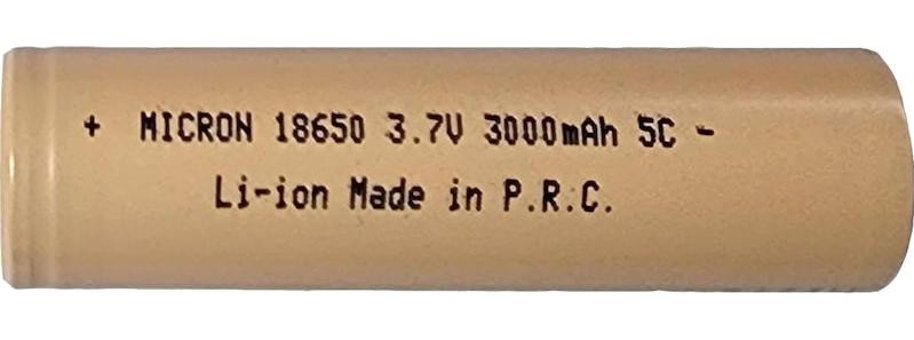 + MICRON 18650 3.7V 3000mAh 5C -
Li-ion Made in P.R.C.